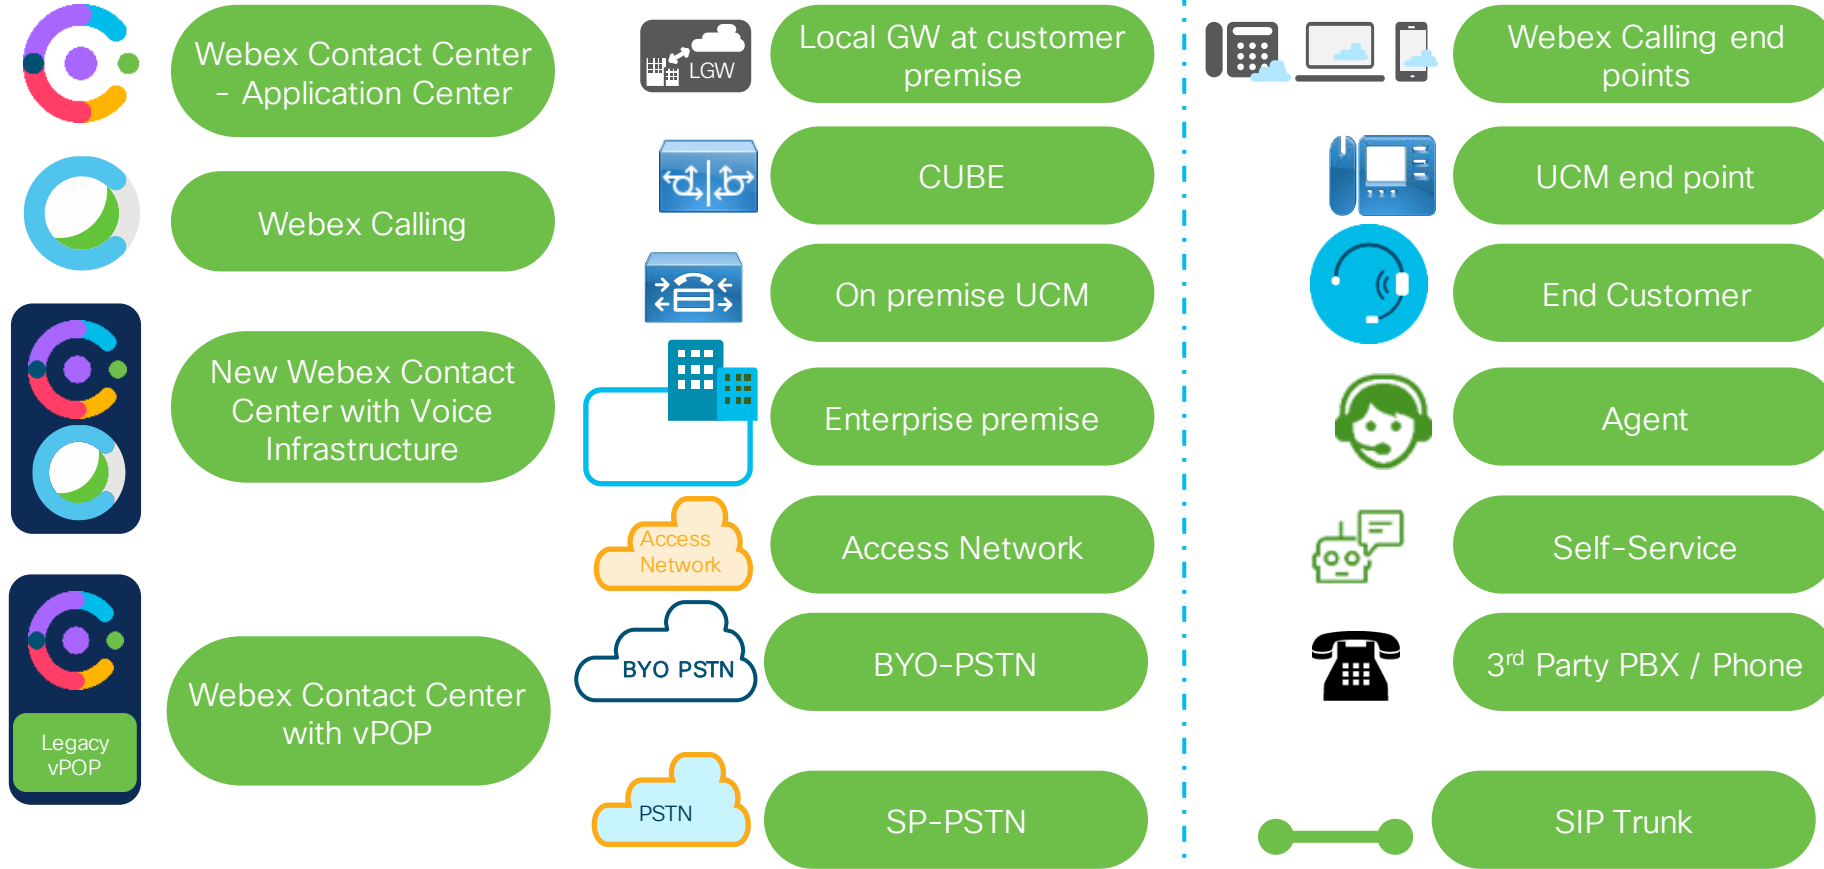 Webex Contact Center
- Application Center
Webex Calling
New Webex Contact
Center with Voice
Infrastructure
Legacy
vPOP
Webex Contact Center
with vPOP
LGW
Local GW at customer
premise
CUBE
On premise UCM
Enterprise premise
Access
Network
Access Network
BYO PSTN
BYO-PSTN
PSTN
SP-PSTN
Webex Calling end
points
UCM end point
End Customer
Agent
Self-Service
3rd Party PBX / Phone
SIP Trunk